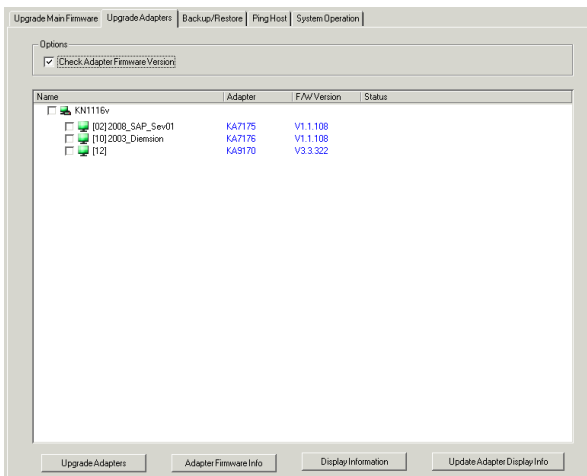 Upgrade Main Firmware Upgrade Adapters Backup/Restore Ping Host System Operation
Options
Check Adapter Firmware Version
Name Adapter F/W Version Status
KN1116v
[02] 2008_SAP_Sev01 KA7175 V1.1.108
[10] 2003_Diemsion KA7176 V1.1.108
[12] KA9170 V3.3.322
Upgrade Adapters Adapter Firmware Info Display Information Update Adapter Display Info